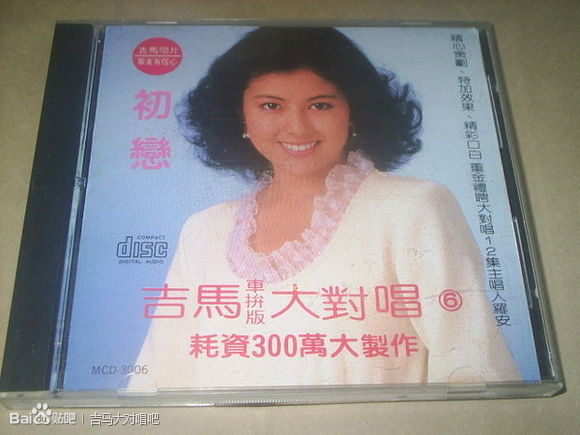 吉馬唱片
最友有信心
初戀
精心策劃、特加效果、精彩口白 重金禮聘大對唱12集主唱人羅安
COMPACT
disc
DIGITAL AUDIO
吉馬車拚版大對唱⑥
耗資300萬大製作
MCD-3006
Bai贴吧 | 吉马大对唱吧